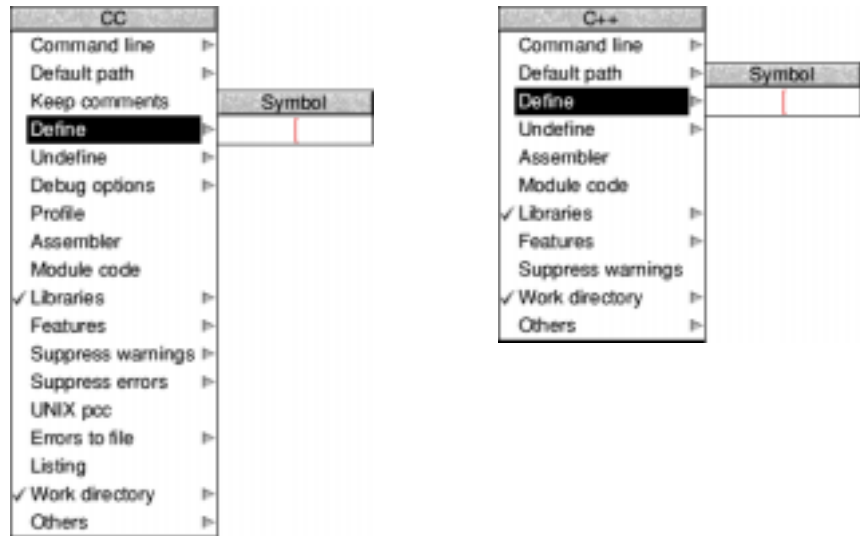 CC
Command line
Default path
Keep comments
Define
Undefine
Debug options
Profile
Assembler
Module code
✓ Libraries
Features
Suppress warnings
Suppress errors
UNIX pcc
Errors to file
Listing
✓ Work directory
Others
Symbol
C++
Command line
Default path
Define
Undefine
Assembler
Module code
✓ Libraries
Features
Suppress warnings
✓ Work directory
Others
Symbol